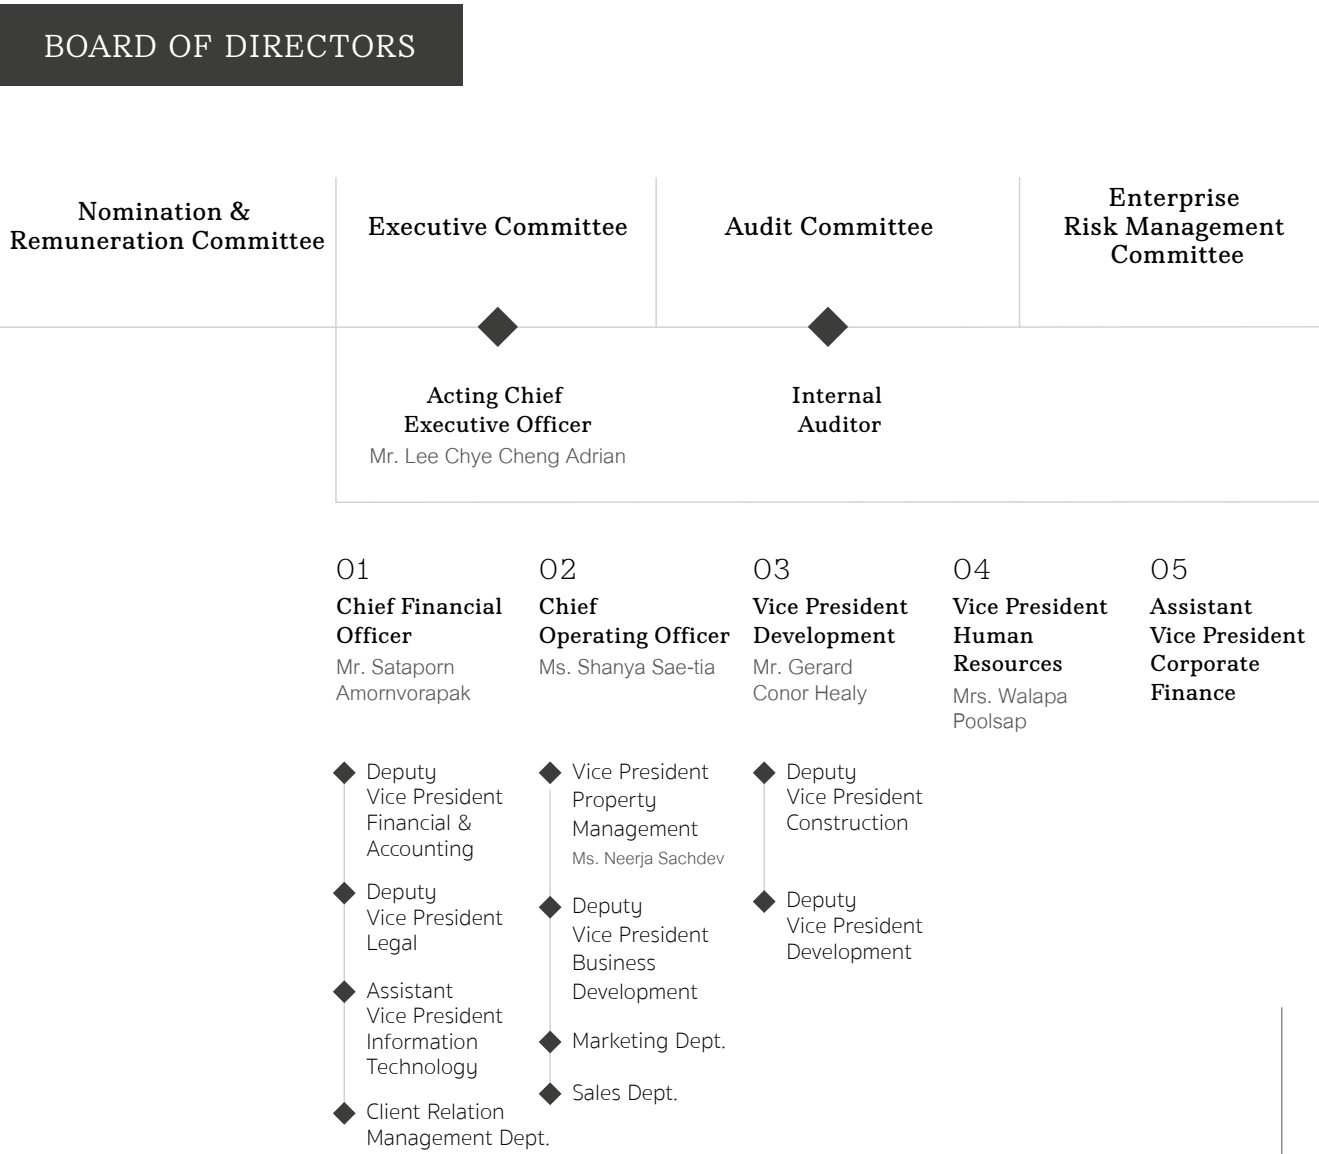 BOARD OF DIRECTORS
Nomination &
Remuneration Committee
Executive Committee
Audit Committee
Enterprise
Risk Management
Committee
Acting Chief
Executive Officer
Mr. Lee Chye Cheng Adrian
Internal
Auditor
01
Chief Financial
Officer
Mr. Sataporn
Amornvorapak
Deputy
Vice President
Financial &
Accounting
Deputy
Vice President
Legal
Assistant
Vice President
Information
Technology
Client Relation
Management Dept.
02
Chief
Operating Officer
Ms. Shanya Sae-tia
Vice President
Property
Management
Ms. Neerja Sachdev
Deputy
Vice President
Business
Development
Marketing Dept.
Sales Dept.
03
Vice President
Development
Mr. Gerard
Conor Healy
Deputy
Vice President
Construction
Deputy
Vice President
Development
04
Vice President
Human
Resources
Mrs. Walapa
Poolsap
05
Assistant
Vice President
Corporate
Finance